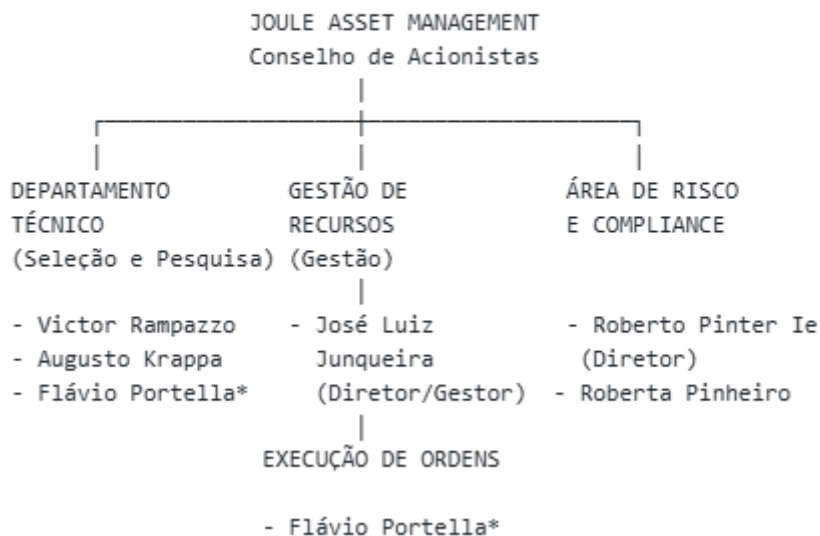 JOULE ASSET MANAGEMENT
Conselho de Acionistas
DEPARTAMENTO GESTÃO DE ÁREA DE RISCO
TÉCNICO RECURSOS E COMPLIANCE
(Seleção e Pesquisa) (Gestão)
- Victor Rampazzo - José Luiz - Roberto Pinter Ie
- Augusto Krappa Junqueira (Diretor)
- Flávio Portella* (Diretor/Gestor) - Roberta Pinheiro
EXECUÇÃO DE ORDENS
- Flávio Portella*